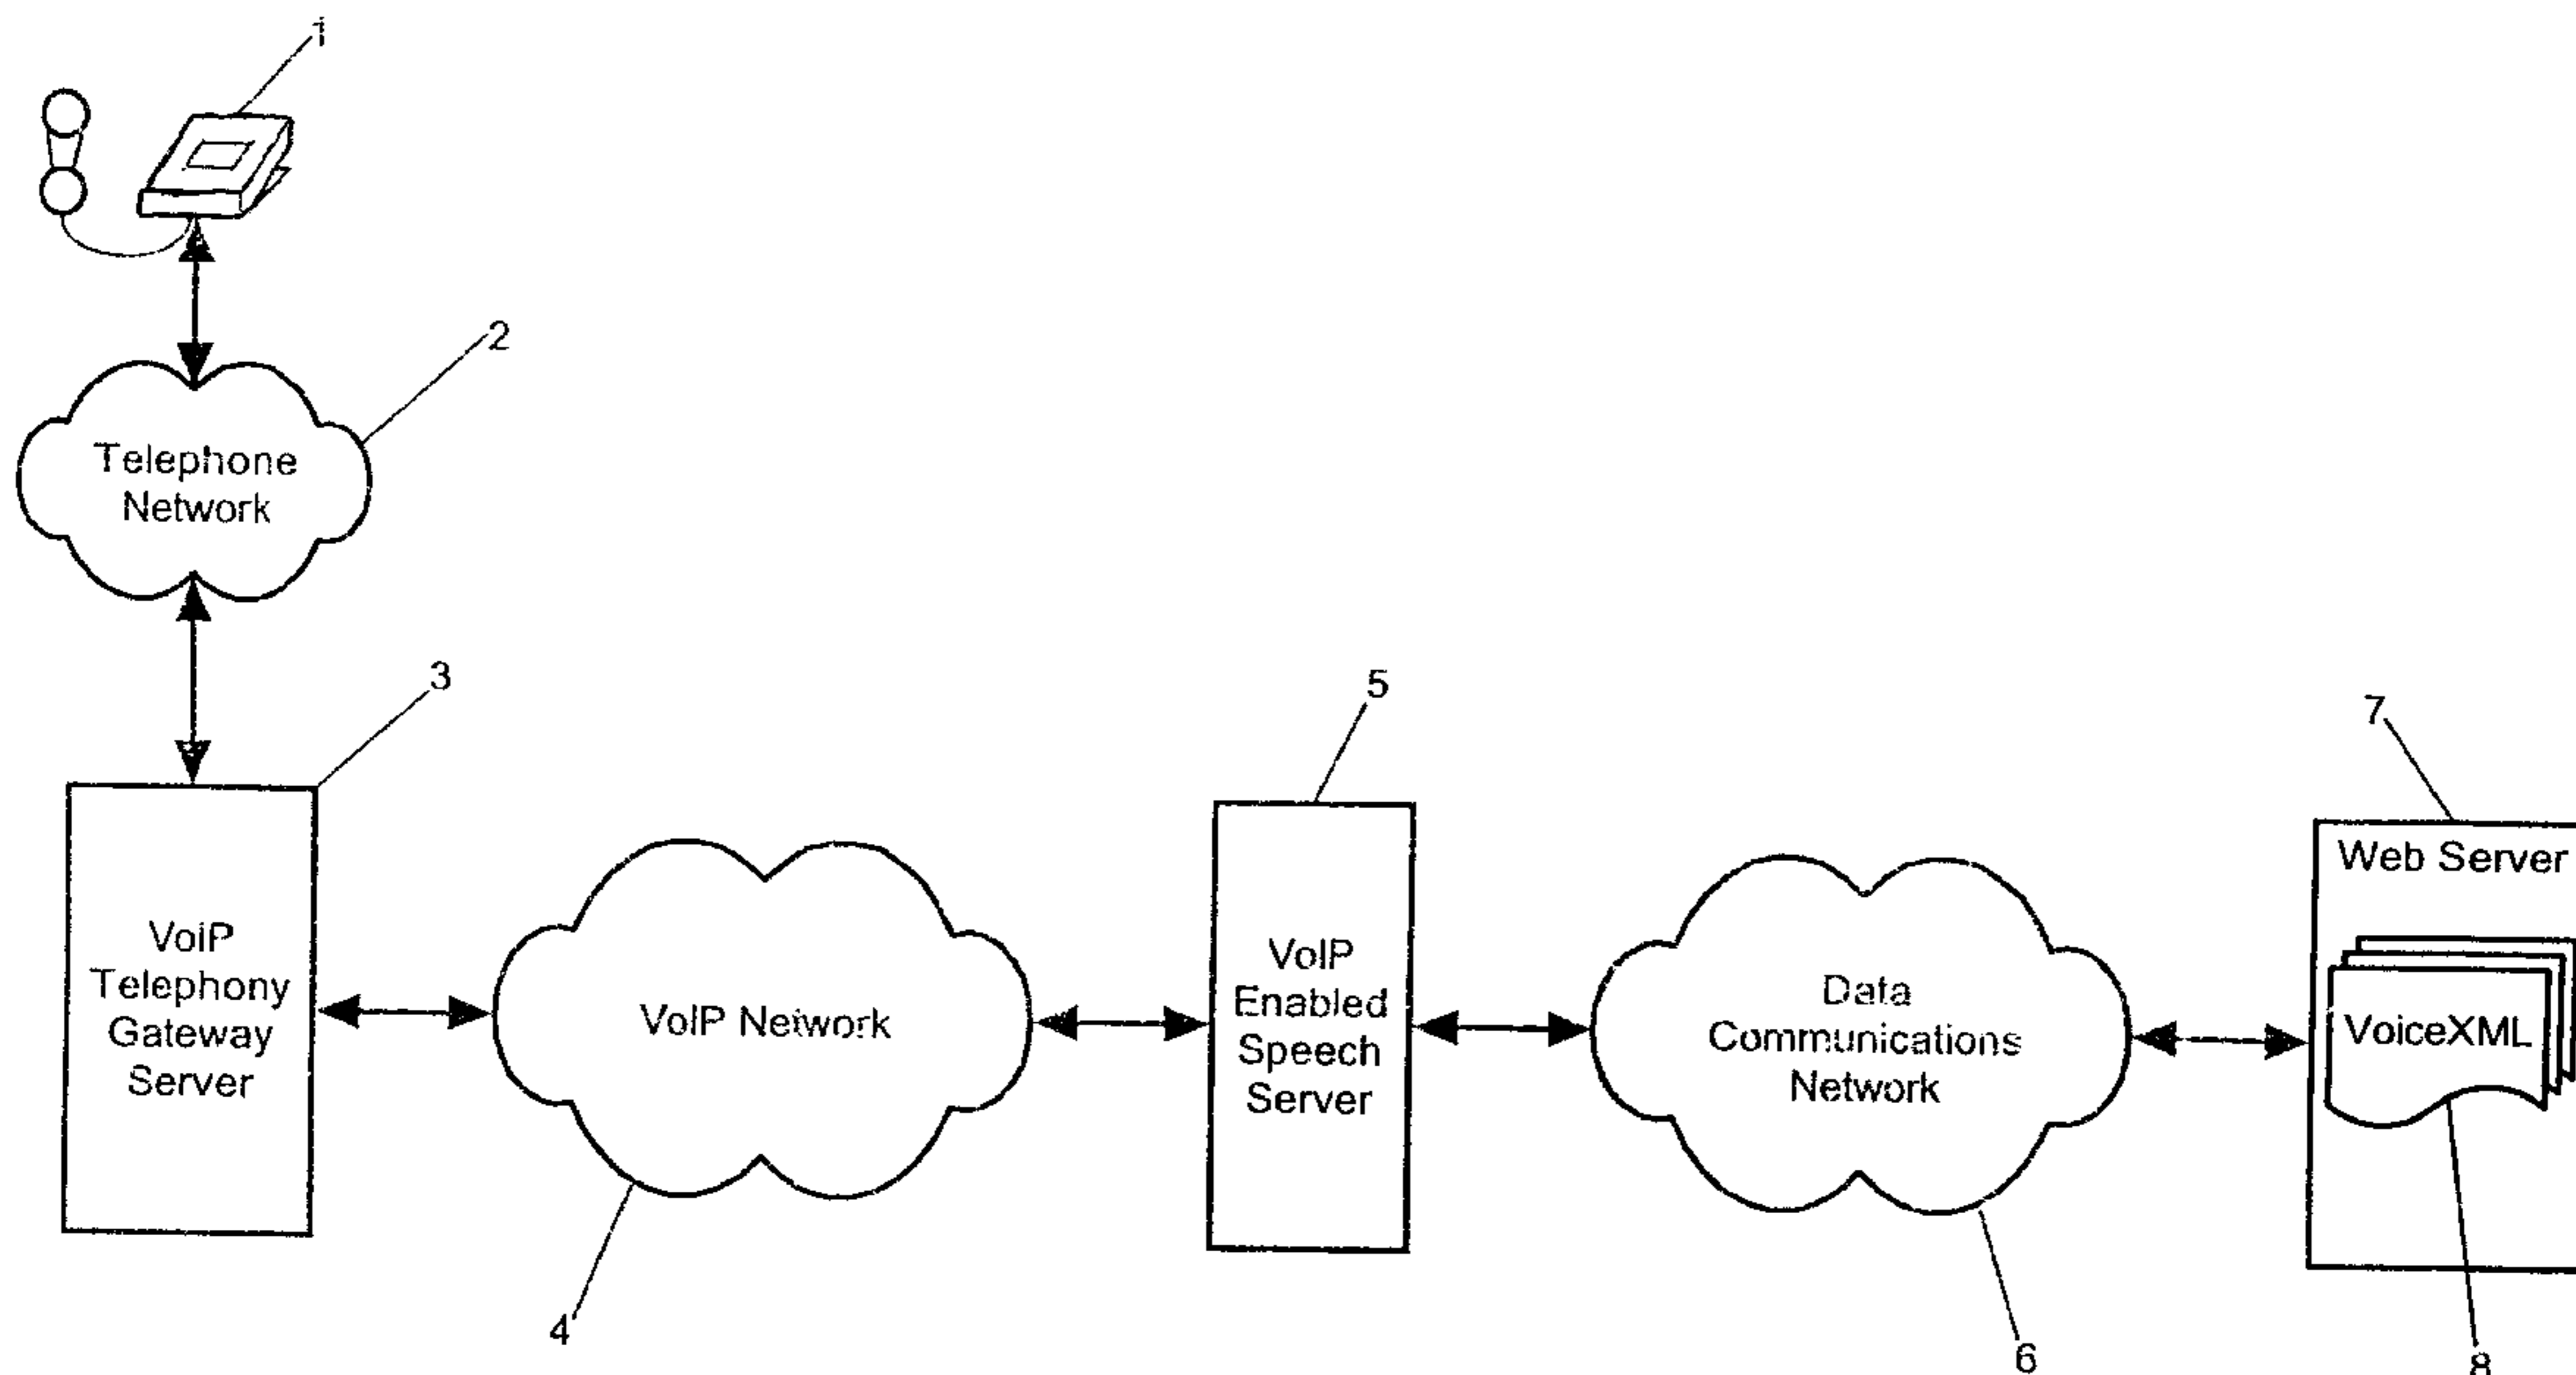 1
2
Telephone
Network
3
5
7
Web Server
VoIP
Telephony
Gateway
Server
VoIP Network
VoIP
Enabled
Speech
Server
Data
Communications
Network
VoiceXML
4
6
8